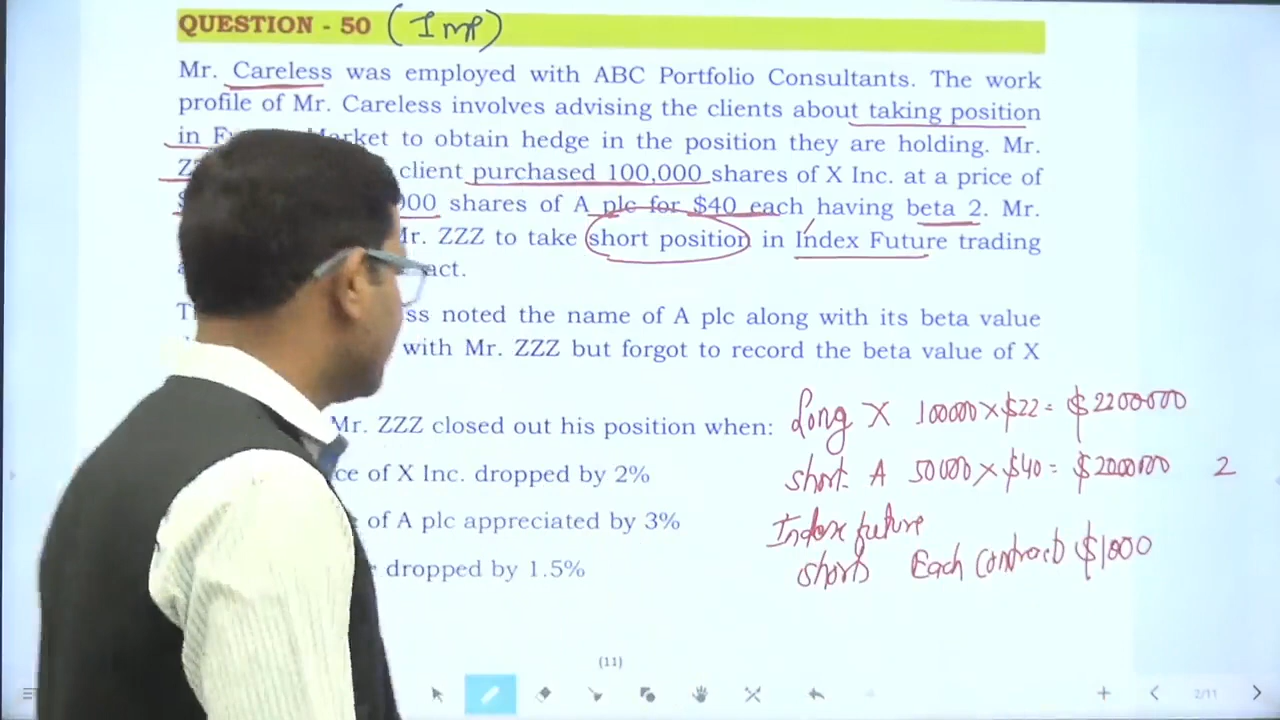 QUESTION - 50 (Imp)
Mr. Careless was employed with ABC Portfolio Consultants. The work
profile of Mr. Careless involves advising the clients about taking position
in ket to obtain hedge in the position they are holding. Mr.
client purchased 100,000 shares of X Inc. at a price of
000 shares of A plc for $40 each having beta 2. Mr.
Mr. ZZZ to take short position in Index Future trading
act.
ss noted the name of A plc along with its beta value
with Mr. ZZZ but forgot to record the beta value of X
Mr. ZZZ closed out his position when:
ce of X Inc. dropped by 2%
of A plc appreciated by 3%
dropped by 1.5%
Long X 100000 × $22 = $2200000
short A 50000 × $40 = $2000000 2
Index future
short Each contract $1000
(11)
2/11